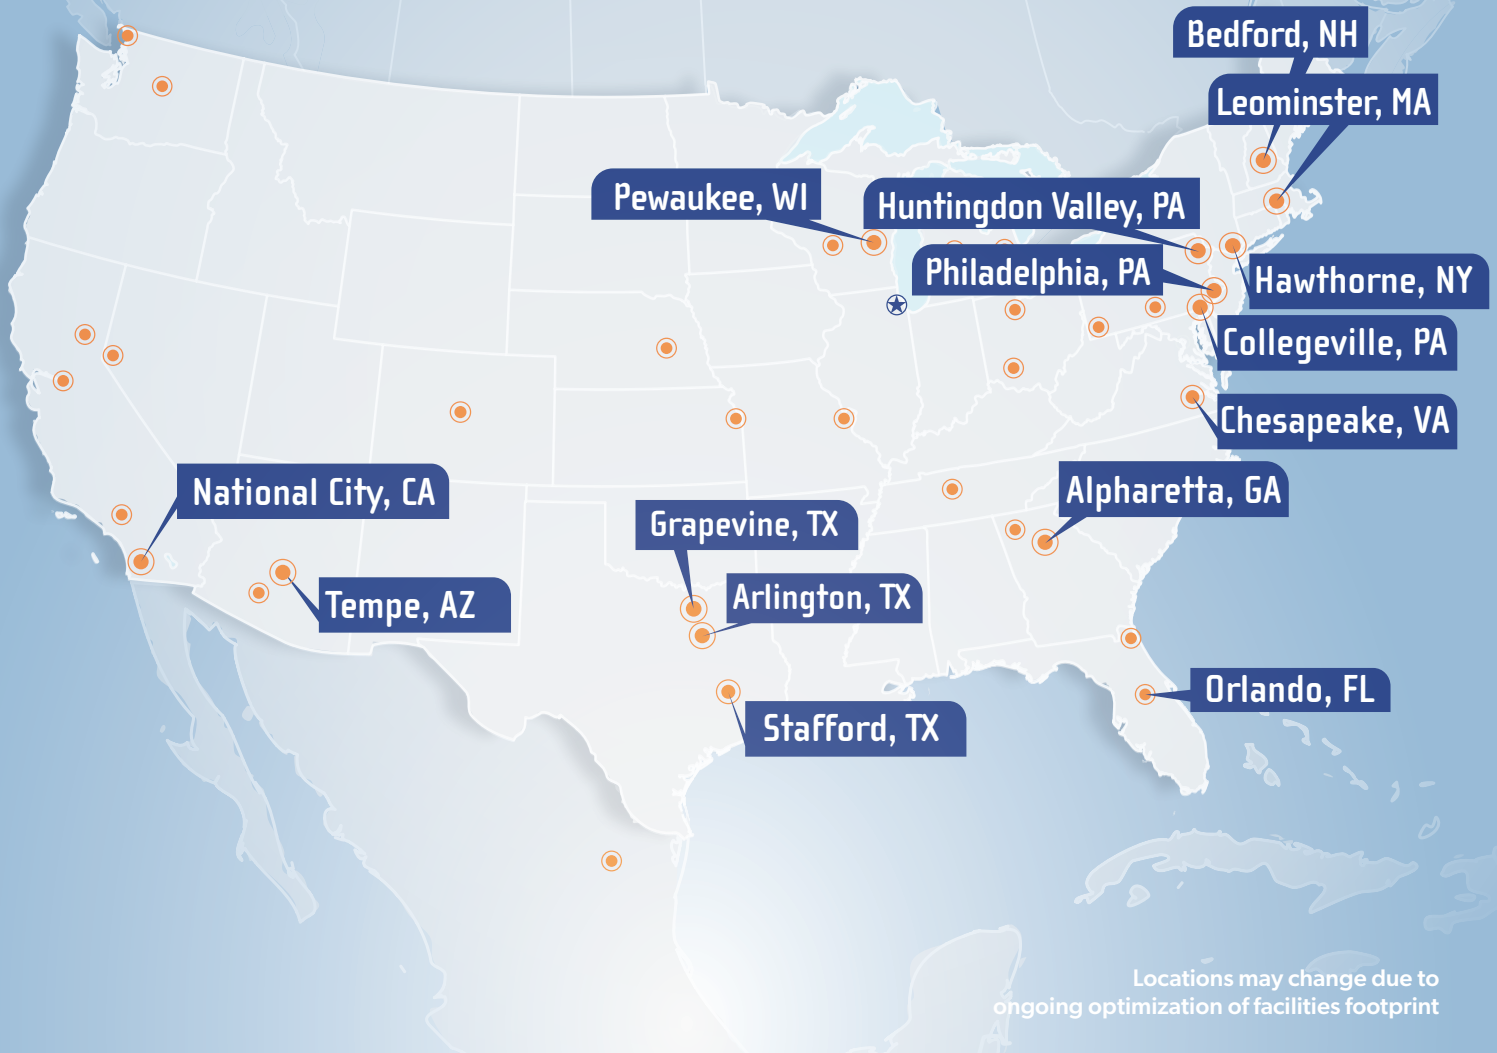 Bedford, NH
Leominster, MA
Pewaukee, WI
Huntingdon Valley, PA
Philadelphia, PA
Hawthorne, NY
Collegeville, PA
Chesapeake, VA
National City, CA
Alpharetta, GA
Grapevine, TX
Tempe, AZ
Arlington, TX
Orlando, FL
Stafford, TX
Locations may change due to
ongoing optimization of facilities footprint